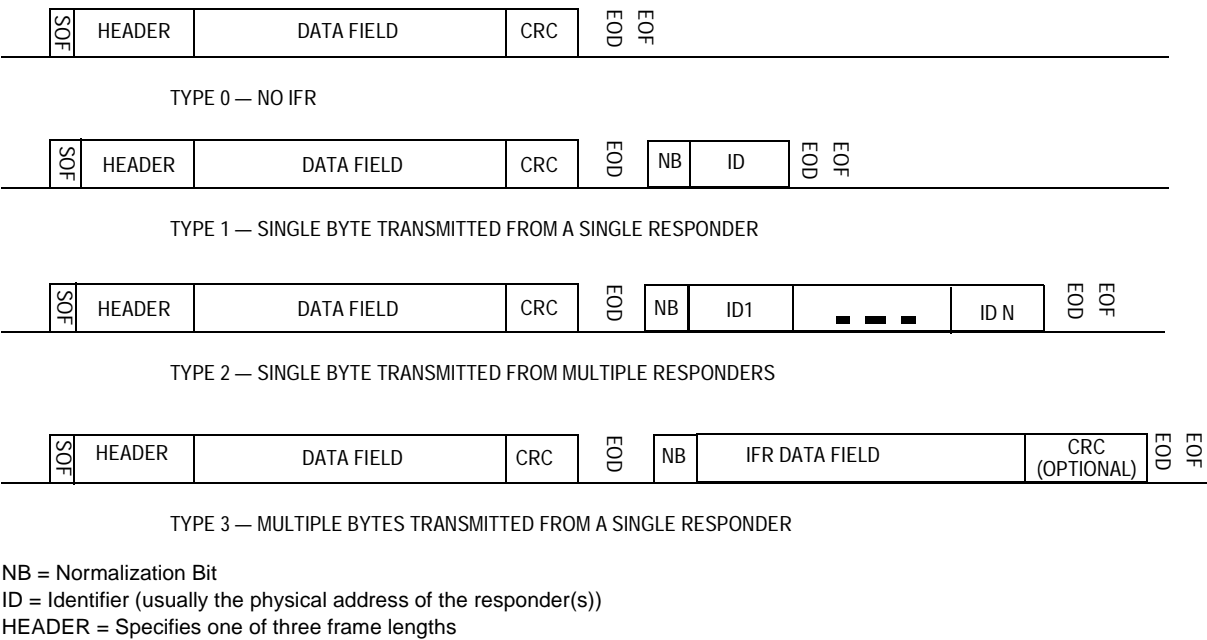 SOF HEADER DATA FIELD CRC EOD EOF
TYPE 0 — NO IFR
SOF HEADER DATA FIELD CRC EOD NB ID EOD EOF
TYPE 1 — SINGLE BYTE TRANSMITTED FROM A SINGLE RESPONDER
SOF HEADER DATA FIELD CRC EOD NB ID1 ID N EOD EOF
TYPE 2 — SINGLE BYTE TRANSMITTED FROM MULTIPLE RESPONDERS
SOF HEADER DATA FIELD CRC EOD NB IFR DATA FIELD CRC (OPTIONAL) EOD EOF
TYPE 3 — MULTIPLE BYTES TRANSMITTED FROM A SINGLE RESPONDER
NB = Normalization Bit
ID = Identifier (usually the physical address of the responder(s))
HEADER = Specifies one of three frame lengths